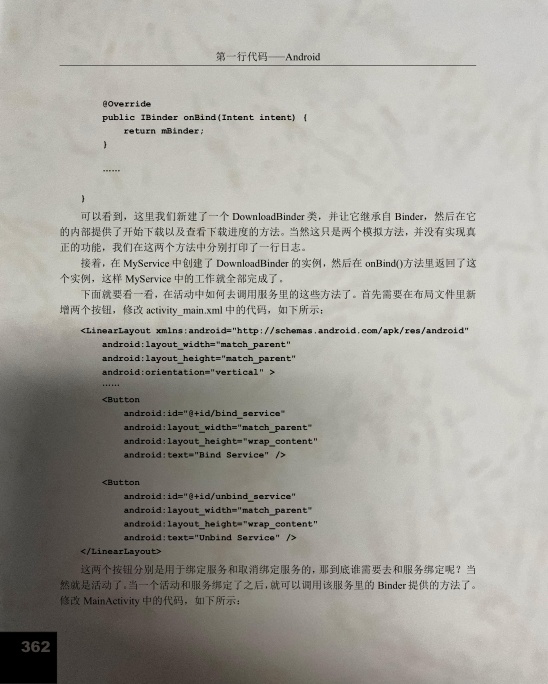 第一行代码——Android
@Override
public IBinder onBind(Intent intent) {
return mBinder;
}
……
}
可以看到，这里我们新建了一个 DownloadBinder 类，并让它继承自 Binder，然后在它
的内部提供了开始下载以及查看下载进度的方法。当然这只是两个模拟方法，并没有实现真
正的功能，我们在这两个方法中分别打印了一行日志。
接着，在 MyService 中创建了 DownloadBinder 的实例，然后在 onBind()方法里返回了这
个实例，这样 MyService 中的工作就全部完成了。
下面就要看一看，在活动中如何去调用服务里的这些方法了。首先需要在布局文件里新
增两个按钮，修改 activity_main.xml 中的代码，如下所示：
<LinearLayout xmlns:android="http://schemas.android.com/apk/res/android"
android:layout_width="match_parent"
android:layout_height="match_parent"
android:orientation="vertical" >
……
<Button
android:id="@+id/bind_service"
android:layout_width="match_parent"
android:layout_height="wrap_content"
android:text="Bind Service" />
<Button
android:id="@+id/unbind_service"
android:layout_width="match_parent"
android:layout_height="wrap_content"
android:text="Unbind Service" />
</LinearLayout>
这两个按钮分别是用于绑定服务和取消绑定服务的，那到底谁需要去和服务绑定呢？当
然就是活动了，当一个活动和服务绑定了之后，就可以调用该服务里的 Binder 提供的方法了。
修改 MainActivity 中的代码，如下所示：
362